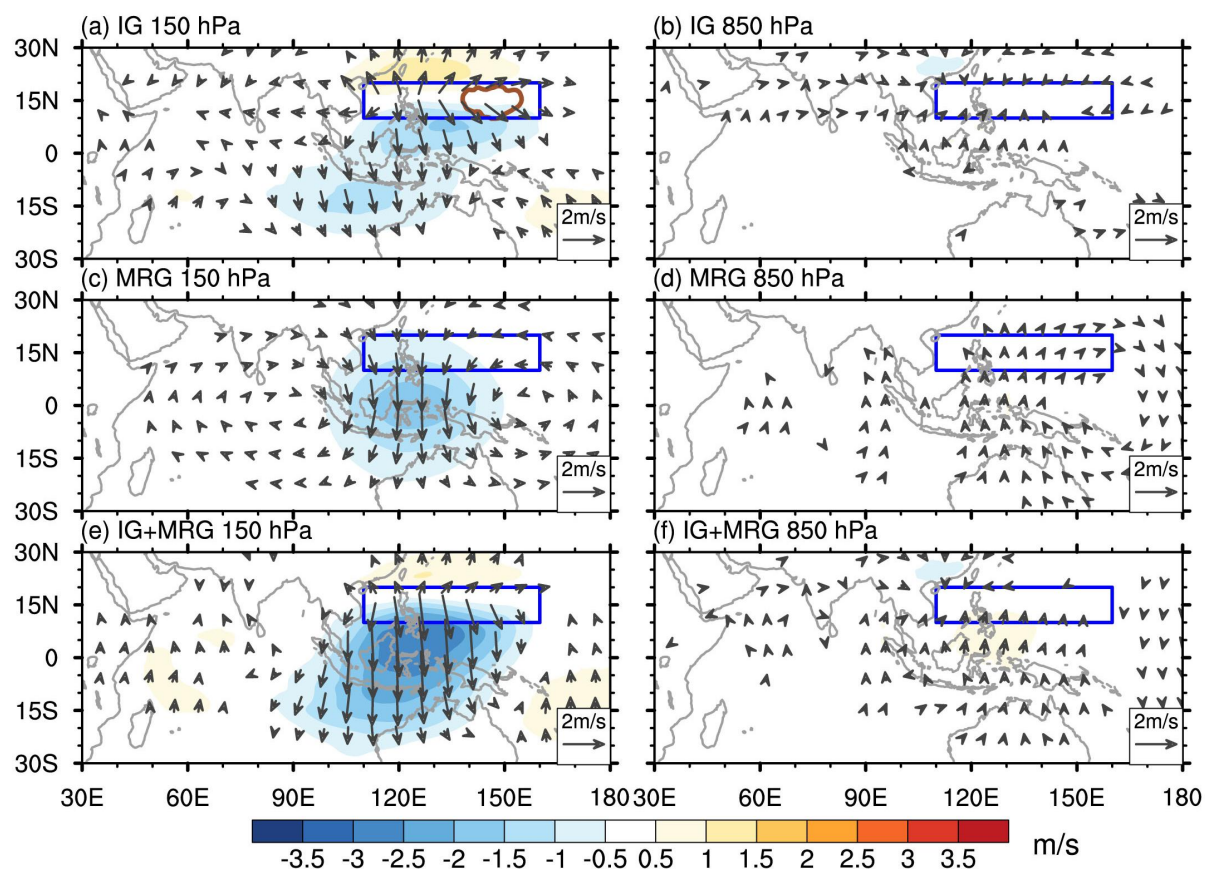 (a) IG 150 hPa
(b) IG 850 hPa
30N
15N
0
15S
30S
2m/s
2m/s
(c) MRG 150 hPa
(d) MRG 850 hPa
30N
15N
0
15S
30S
2m/s
2m/s
(e) IG+MRG 150 hPa
(f) IG+MRG 850 hPa
30N
15N
0
15S
30S
2m/s
2m/s
30E 60E 90E 120E 150E 180 30E 60E 90E 120E 150E 180
-3.5 -3 -2.5 -2 -1.5 -1 -0.5 0.5 1 1.5 2 2.5 3 3.5 m/s